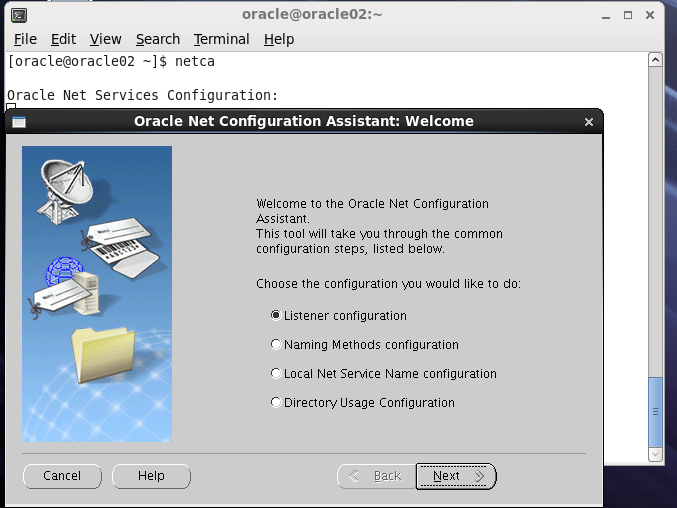 oracle@oracle02:~
File Edit View Search Terminal Help
[oracle@oracle02 ~]$ netca
Oracle Net Services Configuration:
Oracle Net Configuration Assistant: Welcome
Welcome to the Oracle Net Configuration
Assistant.
This tool will take you through the common
configuration steps, listed below.
Choose the configuration you would like to do:
Listener configuration
Naming Methods configuration
Local Net Service Name configuration
Directory Usage Configuration
Cancel Help Back Next